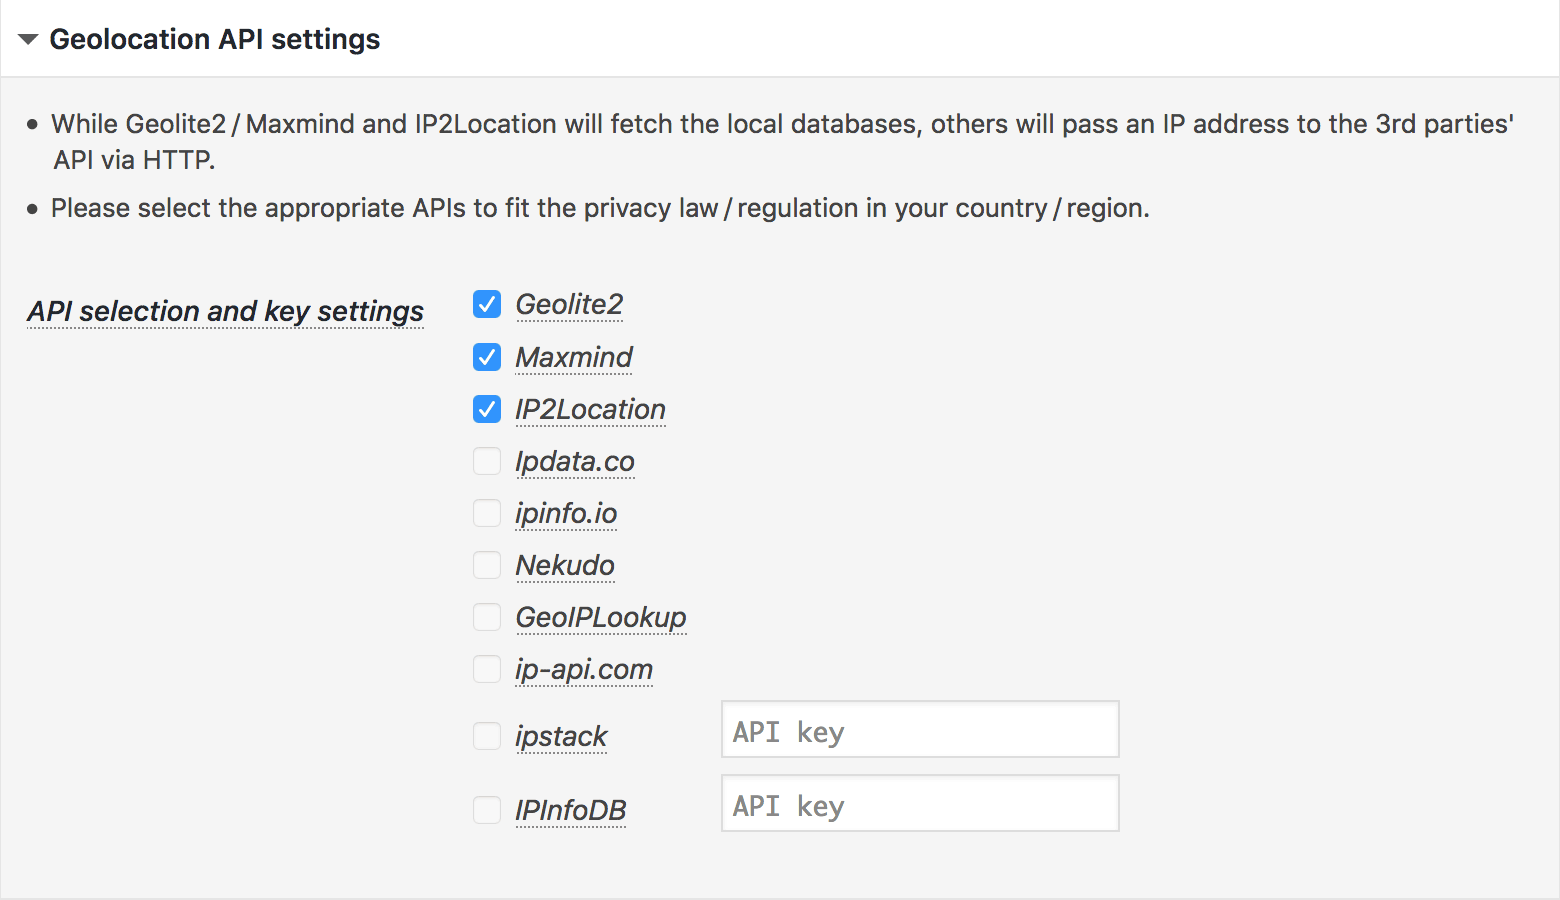 Geolocation API settings
• While Geolite2 / Maxmind and IP2Location will fetch the local databases, others will pass an IP address to the 3rd parties'
API via HTTP.
• Please select the appropriate APIs to fit the privacy law / regulation in your country / region.
API selection and key settings
Geolite2
Maxmind
IP2Location
Ipdata.co
ipinfo.io
Nekudo
GeoIPLookup
ip-api.com
ipstack
API key
IPInfoDB
API key